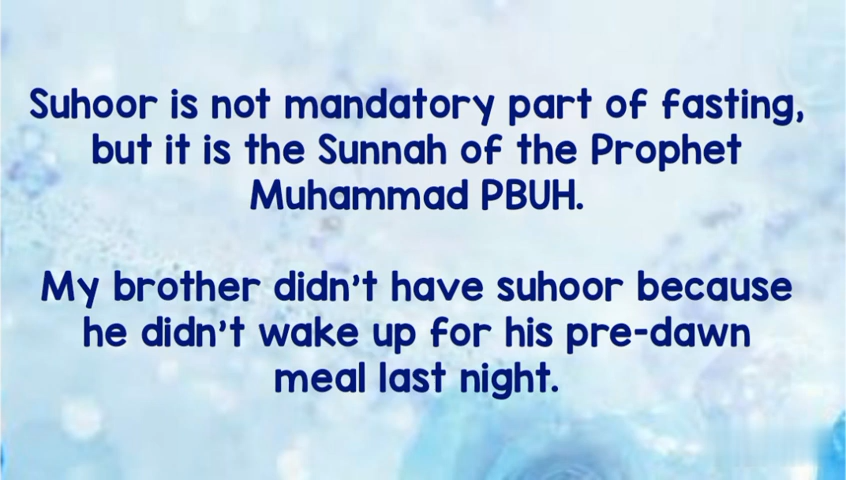 Suhoor is not mandatory part of fasting,
but it is the Sunnah of the Prophet
Muhammad PBUH.
My brother didn't have suhoor because
he didn't wake up for his pre-dawn
meal last night.